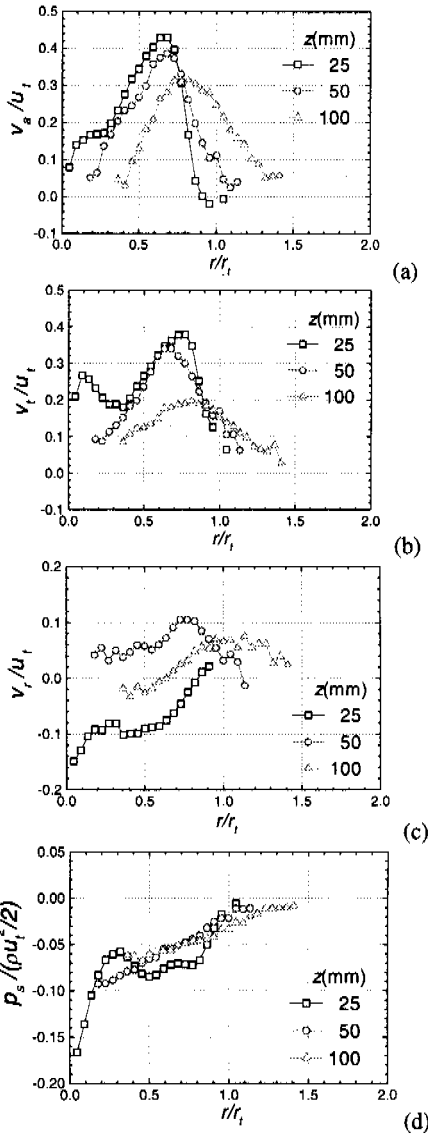 0.5
0.4
0.3
0.2
0.1
0.0
-0.1
v_a/u_t
z(mm)
25
50
100
0.0 0.5 1.0 1.5 2.0
r/r_t
(a)
0.5
0.4
0.3
0.2
0.1
0.0
-0.1
v_t/u_t
z(mm)
25
50
100
0.0 0.5 1.0 1.5 2.0
r/r_t
(b)
0.2
0.1
0.0
-0.1
-0.2
v_r/u_t
z(mm)
25
50
100
0.0 0.5 1.0 1.5 2.0
r/r_t
(c)
0.05
0.00
-0.05
-0.10
-0.15
-0.20
p_s/(ρu_t²/2)
z(mm)
25
50
100
0.0 0.5 1.0 1.5 2.0
r/r_t
(d)